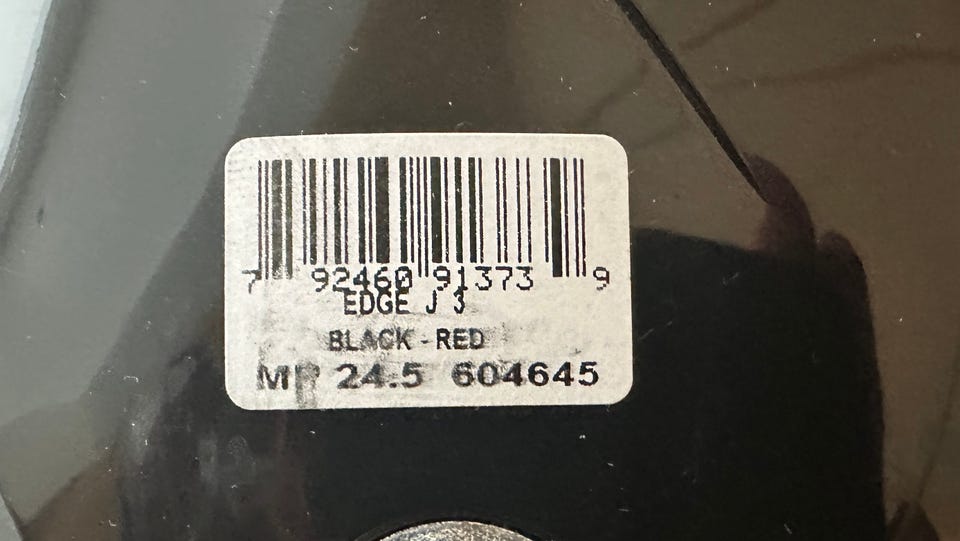 7 92460 91373 9
EDGE J 3
BLACK - RED
MP 24.5 604645